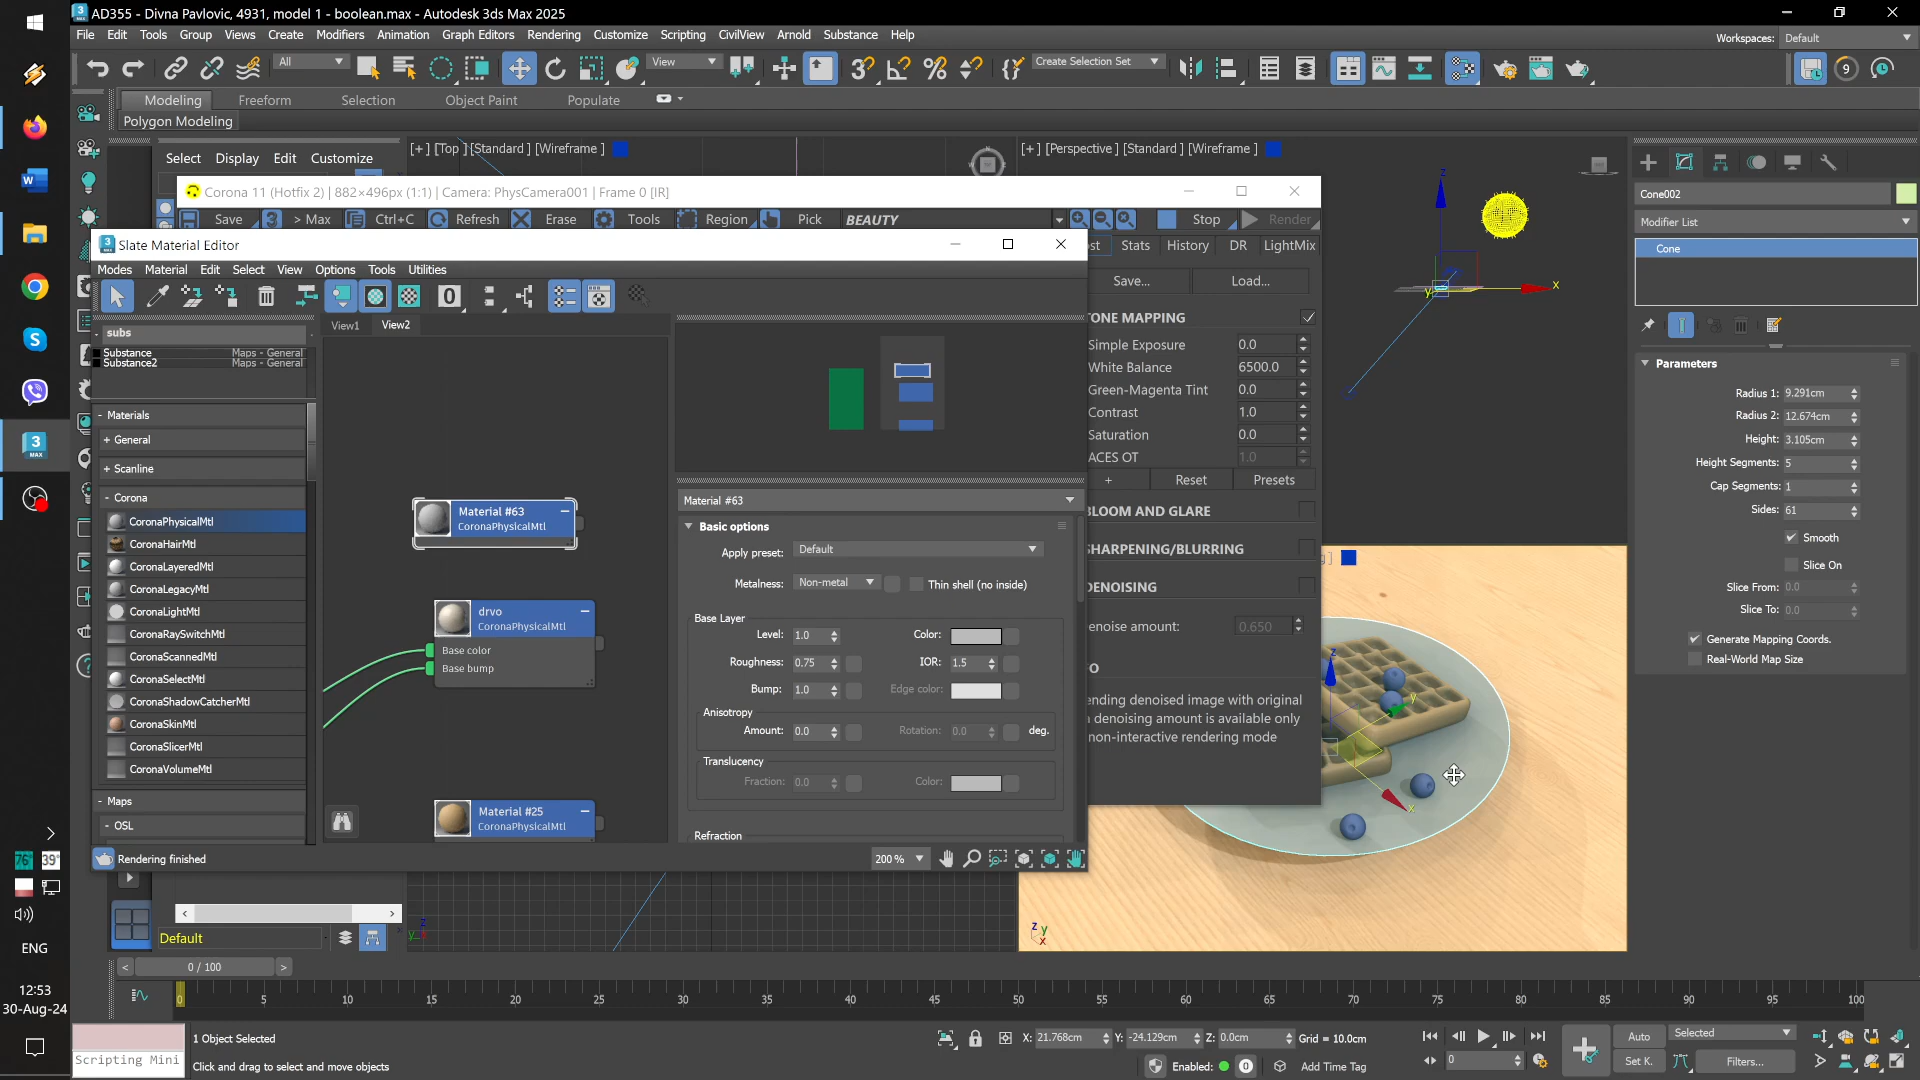 AD355 - Divna Pavlovic, 4931, model 1 - boolean.max - Autodesk 3ds Max 2025
File Edit Tools Group Views Create Modifiers Animation Graph Editors Rendering Customize Scripting CivilView Arnold Substance Help
Workspaces: Default
All
View
Create Selection Set
Modeling Freeform Selection Object Paint Populate
Polygon Modeling
Select Display Edit Customize
[+] [Top] [Standard] [Wireframe]
[+] [Perspective] [Standard] [Wireframe]
Corona 11 (Hotfix 2) | 882×496px (1:1) | Camera: PhysCamera001 | Frame 0 [IR]
Save > Max Ctrl+C Refresh Erase Tools Region Pick BEAUTY Stop Render
Slate Material Editor
Modes Material Edit Select View Options Tools Utilities
Stats History DR LightMix
Save... Load...
subs
View1 View2
Substance Maps - General
Substance2 Maps - General
- Materials
+ General
+ Scanline
- Corona
CoronaPhysicalMtl
CoronaHairMtl
CoronaLayeredMtl
CoronaLegacyMtl
CoronaLightMtl
CoronaRaySwitchMtl
CoronaScannedMtl
CoronaSelectMtl
CoronaShadowCatcherMtl
CoronaSkinMtl
CoronaSlicerMtl
CoronaVolumeMtl
- Maps
- OSL
Rendering finished
200 %
Material #63
CoronaPhysicalMtl
drvo
CoronaPhysicalMtl
Base color
Base bump
Material #25
CoronaPhysicalMtl
Material #63
Basic options
Apply preset: Default
Metalness: Non-metal Thin shell (no inside)
Base Layer
Level: 1.0 Color:
Roughness: 0.75 IOR: 1.5
Bump: 1.0 Edge color:
Anisotropy
Amount: 0.0 Rotation: 0.0 deg.
Translucency
Fraction: 0.0 Color:
Refraction
ONE MAPPING
Simple Exposure 0.0
White Balance 6500.0
Green-Magenta Tint 0.0
Contrast 1.0
Saturation 0.0
ACES OT 1.0
+ Reset Presets
BLOOM AND GLARE
SHARPENING/BLURRING
DENOISING
enoise amount: 0.650
ending denoised image with original
denoising amount is available only
non-interactive rendering mode
Cone002
Modifier List
Cone
Parameters
Radius 1: 9.291cm
Radius 2: 12.674cm
Height: 3.105cm
Height Segments: 5
Cap Segments: 1
Sides: 61
Smooth
Slice On
Slice From: 0.0
Slice To: 0.0
Generate Mapping Coords.
Real-World Map Size
Default
0 / 100
0 5 10 15 20 25 30 35 40 45 50 55 60 65 70 75 80 85 90 95 100
76° 39°
ENG
12:53
30-Aug-24
Scripting Mini
1 Object Selected
Click and drag to select and move objects
X: 21.768cm Y: -24.129cm Z: 0.0cm Grid = 10.0cm
Enabled: 0 Add Time Tag
0
Auto Selected
Set K. Filters...